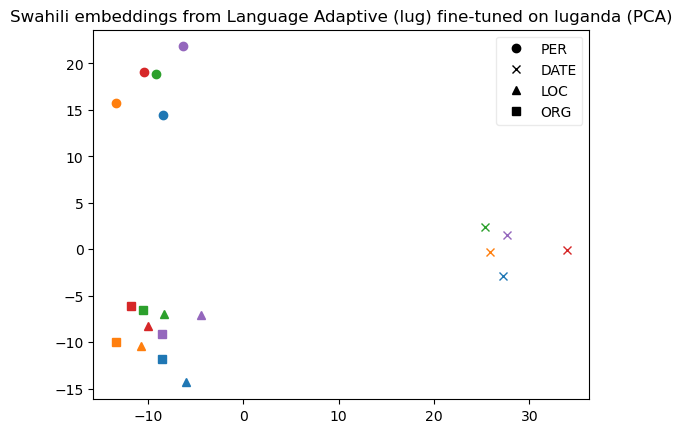 Swahili embeddings from Language Adaptive (lug) fine-tuned on luganda (PCA)
PER
DATE
LOC
ORG
20
15
10
5
0
−5
−10
−15
−10
0
10
20
30